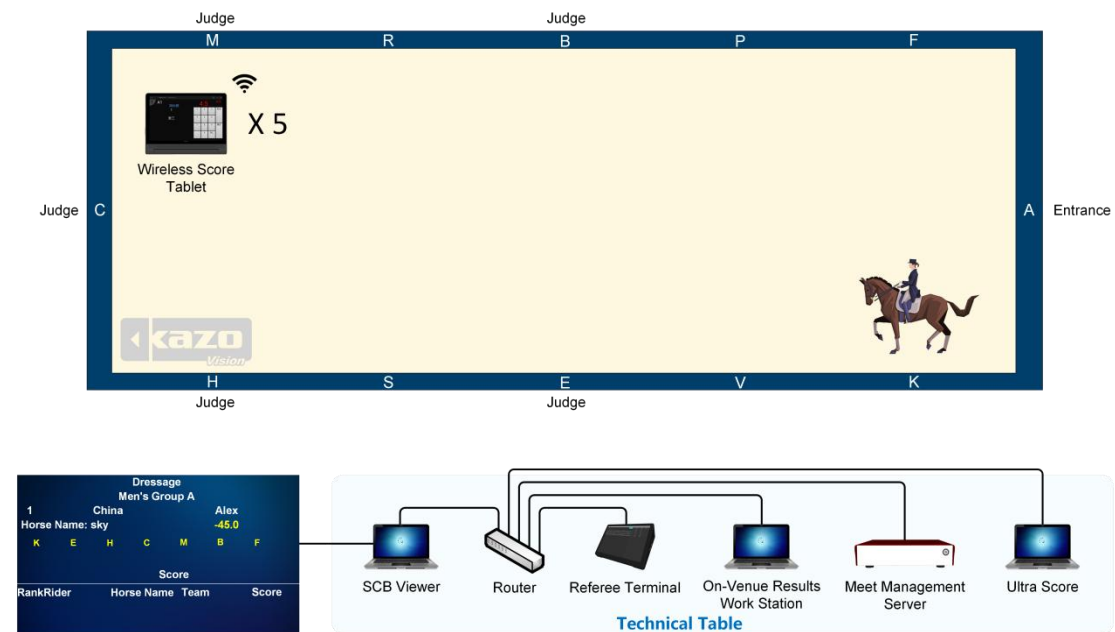 Judge Judge
M R B P F
X 5
Wireless Score
Tablet
Judge C A Entrance
kazo
Vision
H S E V K
Judge Judge
Dressage
Men's Group A
1 China Alex
Horse Name: sky -45.0
K E H C M B F
Score
RankRider Horse Name Team Score
SCB Viewer Router Referee Terminal On-Venue Results Meet Management Ultra Score
Work Station Server
Technical Table